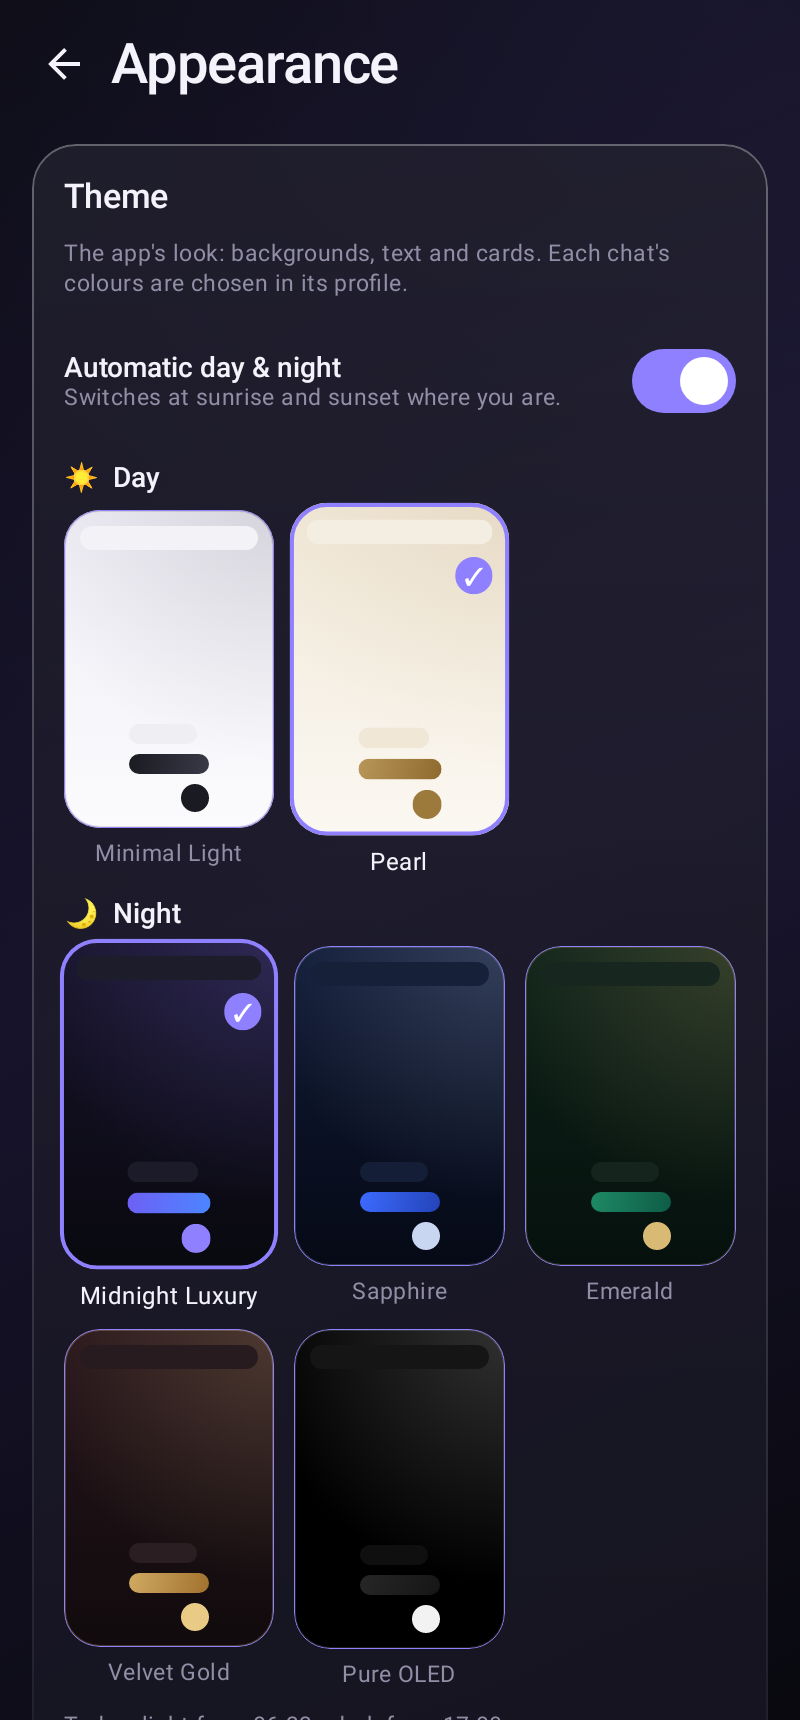 Appearance
Theme
The app's look: backgrounds, text and cards. Each chat's
colours are chosen in its profile.
Automatic day & night
Switches at sunrise and sunset where you are.
Day
Minimal Light
Pearl
Night
Midnight Luxury
Sapphire
Emerald
Velvet Gold
Pure OLED